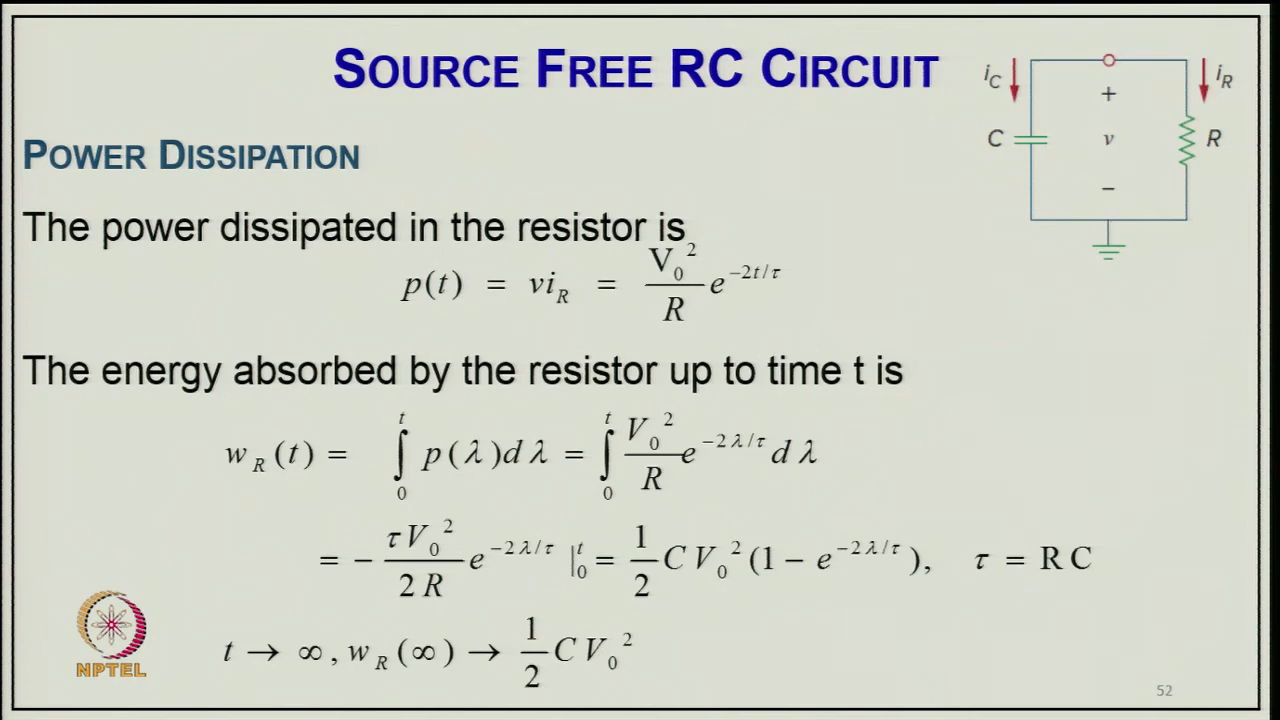 SOURCE FREE RC CIRCUIT
i_C
i_R
+
C
v
R
−
POWER DISSIPATION
The power dissipated in the resistor is
p(t) = vi_R = V_0^2/R e^{−2t/τ}
The energy absorbed by the resistor up to time t is
w_R(t) = ∫_0^t p(λ)dλ = ∫_0^t V_0^2/R e^{−2λ/τ} dλ
= − τV_0^2/2R e^{−2λ/τ} |_0^t = 1/2 CV_0^2(1 − e^{−2λ/τ}), τ = RC
t → ∞, w_R(∞) → 1/2 CV_0^2
NPTEL
52